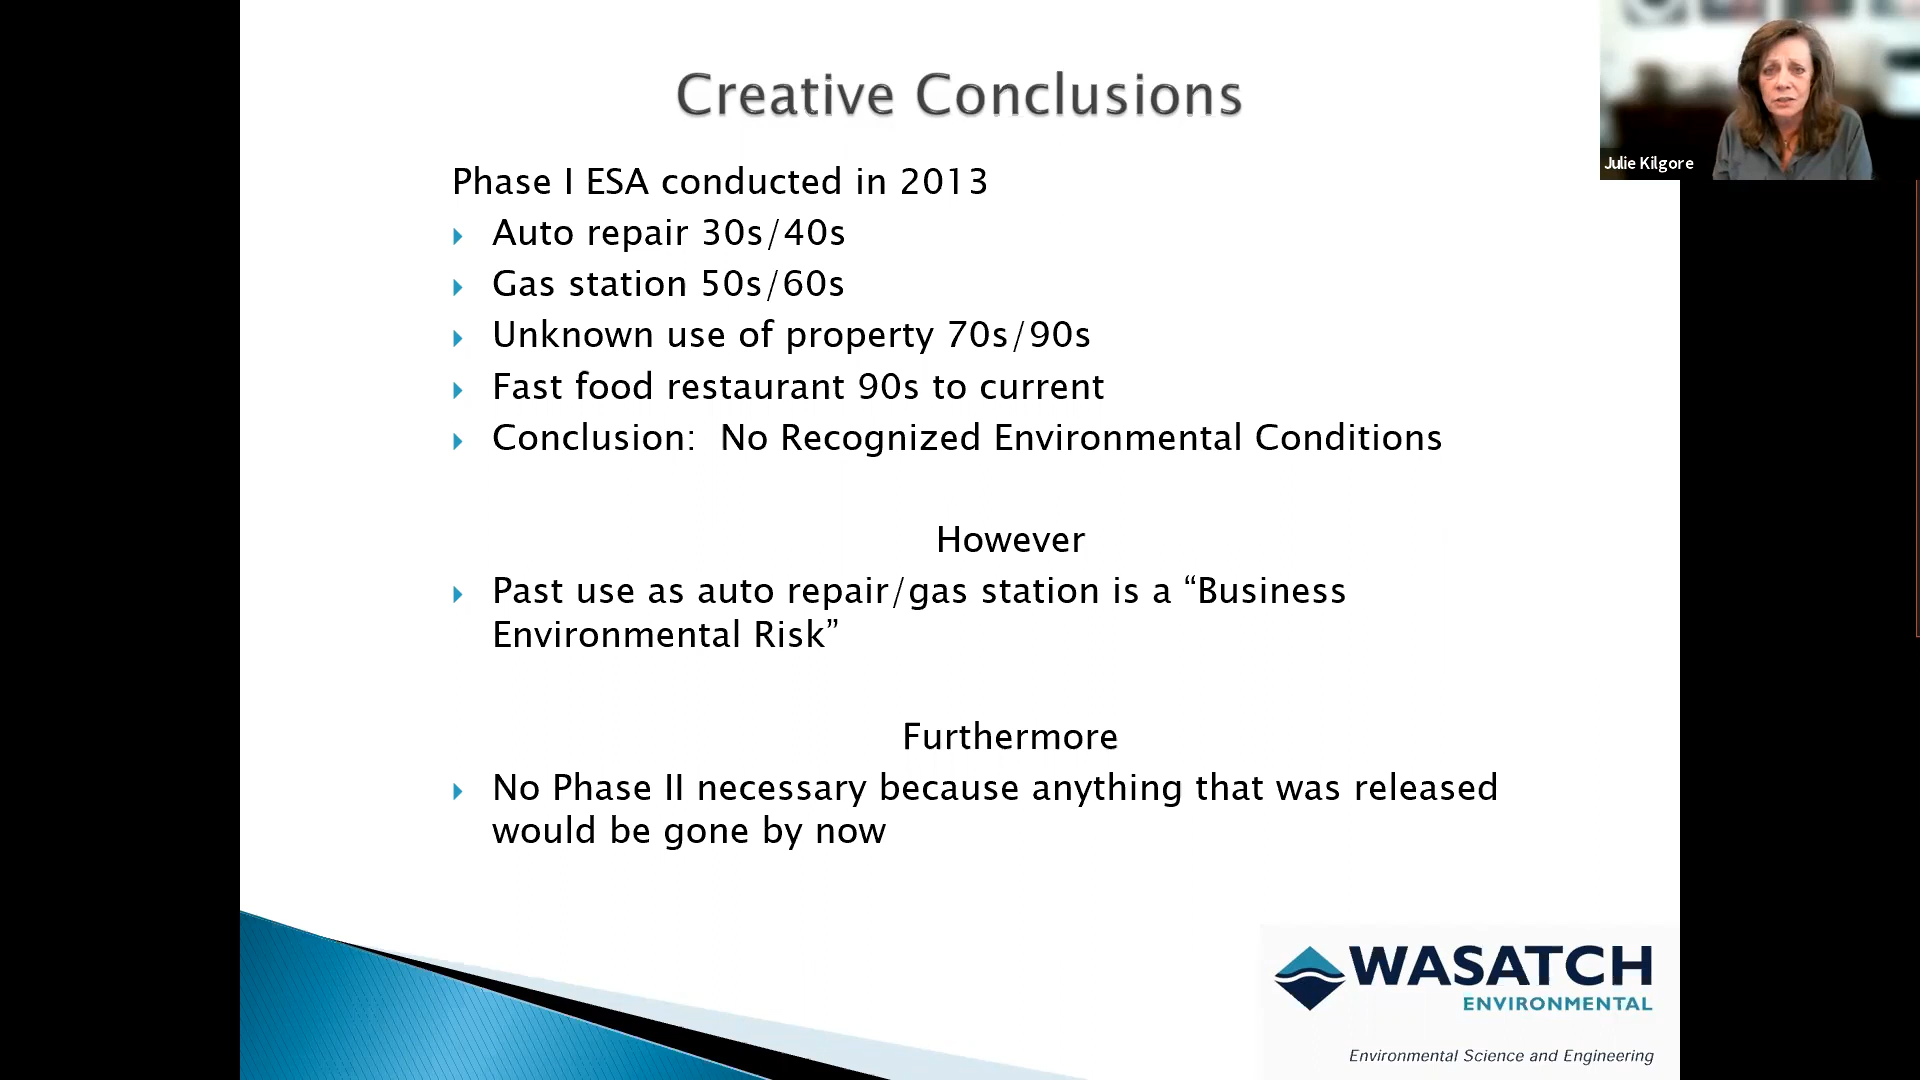 Creative Conclusions
Julie Kilgore
Phase I ESA conducted in 2013
Auto repair 30s/40s
Gas station 50s/60s
Unknown use of property 70s/90s
Fast food restaurant 90s to current
Conclusion:  No Recognized Environmental Conditions
However
Past use as auto repair/gas station is a “Business
Environmental Risk”
Furthermore
No Phase II necessary because anything that was released
would be gone by now
WASATCH
ENVIRONMENTAL
Environmental Science and Engineering